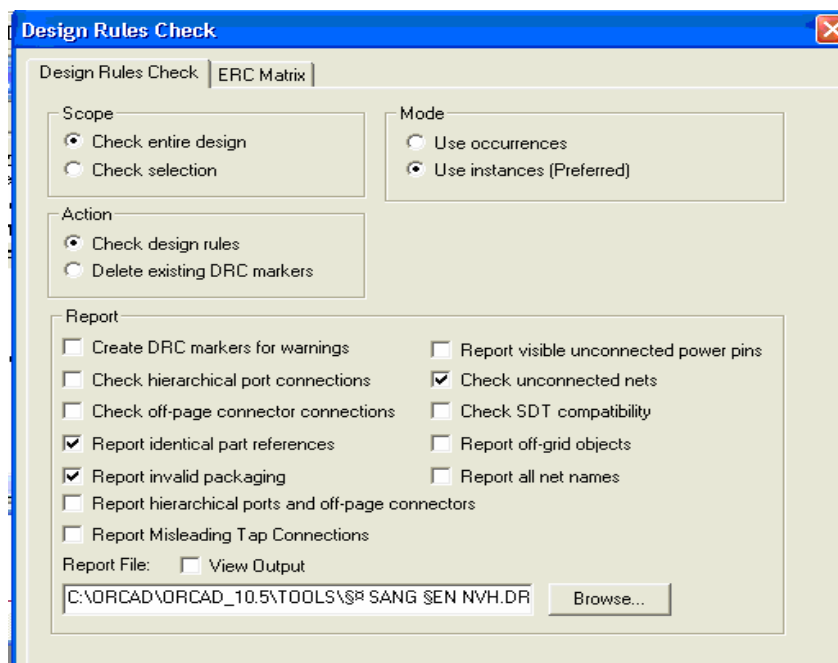 Design Rules Check
Design Rules Check
ERC Matrix
Scope
Check entire design
Check selection
Mode
Use occurrences
Use instances (Preferred)
Action
Check design rules
Delete existing DRC markers
Report
Create DRC markers for warnings
Check hierarchical port connections
Check off-page connector connections
Report identical part references
Report invalid packaging
Report hierarchical ports and off-page connectors
Report Misleading Tap Connections
Report visible unconnected power pins
Check unconnected nets
Check SDT compatibility
Report off-grid objects
Report all net names
Report File:
View Output
C:\ORCAD\ORCAD_10.5\TOOLS\§¤ SANG §EN NVH.DR
Browse...